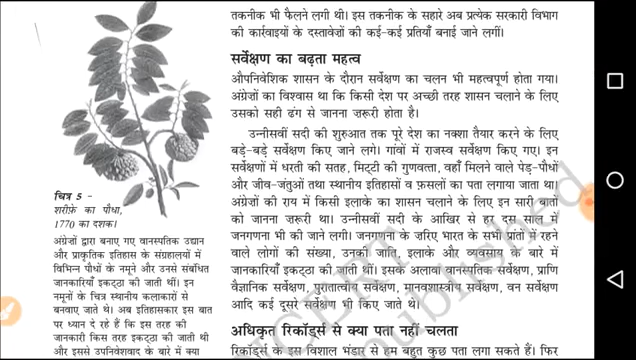 तकनीक भी फैलने लगी थी। इस तकनीक के सहारे अब प्रत्येक सरकारी विभाग
की कार्रवाइयों के दस्तावेज़ों की कई-कई प्रतियाँ बनाई जाने लगीं।
सर्वेक्षण का बढ़ता महत्व
औपनिवेशिक शासन के दौरान सर्वेक्षण का चलन भी महत्वपूर्ण होता गया।
अंग्रेज़ों का विश्वास था कि किसी देश पर अच्छी तरह शासन चलाने के लिए
उसको सही ढंग से जानना ज़रूरी होता है।
उन्नीसवीं सदी की शुरुआत तक पूरे देश का नक्शा तैयार करने के लिए
बड़े-बड़े सर्वेक्षण किए जाने लगे। गांवों में राजस्व सर्वेक्षण किए गए। इन
सर्वेक्षणों में धरती की सतह, मिट्टी की गुणवत्ता, वहाँ मिलने वाले पेड़-पौधों
और जीव-जंतुओं तथा स्थानीय इतिहासों व फ़सलों का पता लगाया जाता था।
अंग्रेज़ों की राय में किसी इलाके का शासन चलाने के लिए इन सारी बातों
को जानना ज़रूरी था। उन्नीसवीं सदी के आखिर से हर दस साल में
जनगणना भी की जाने लगी। जनगणना के ज़रिए भारत के सभी प्रांतों में रहने
वाले लोगों की संख्या, उनकी जाति, इलाके और व्यवसाय के बारे में
जानकारियाँ इकट्ठा की जाती थीं। इसके अलावा वानस्पतिक सर्वेक्षण, प्राणि
वैज्ञानिक सर्वेक्षण, पुरातात्वीय सर्वेक्षण, मानवशास्त्रीय सर्वेक्षण, वन सर्वेक्षण
आदि कई दूसरे सर्वेक्षण भी किए जाते थे।
अधिकृत रिकॉर्ड्स से क्या पता नहीं चलता
रिकॉर्ड्स के इस विशाल भंडार से हम बहुत कुछ पता लगा सकते हैं। फिर
चित्र 5 -
शरीफ़े का पौधा,
1770 का दशक।
अंग्रेज़ों द्वारा बनाए गए वानस्पतिक उद्यान
और प्राकृतिक इतिहास के संग्रहालयों में
विभिन्न पौधों के नमूने और उनसे संबंधित
जानकारियाँ इकट्ठा की जाती थीं। इन
नमूनों के चित्र स्थानीय कलाकारों से
बनवाए जाते थे। अब इतिहासकार इस बात
पर ध्यान दे रहे हैं कि इस तरह की
जानकारी किस तरह इकट्ठा की जाती थी
और इससे उपनिवेशवाद के बारे में क्या